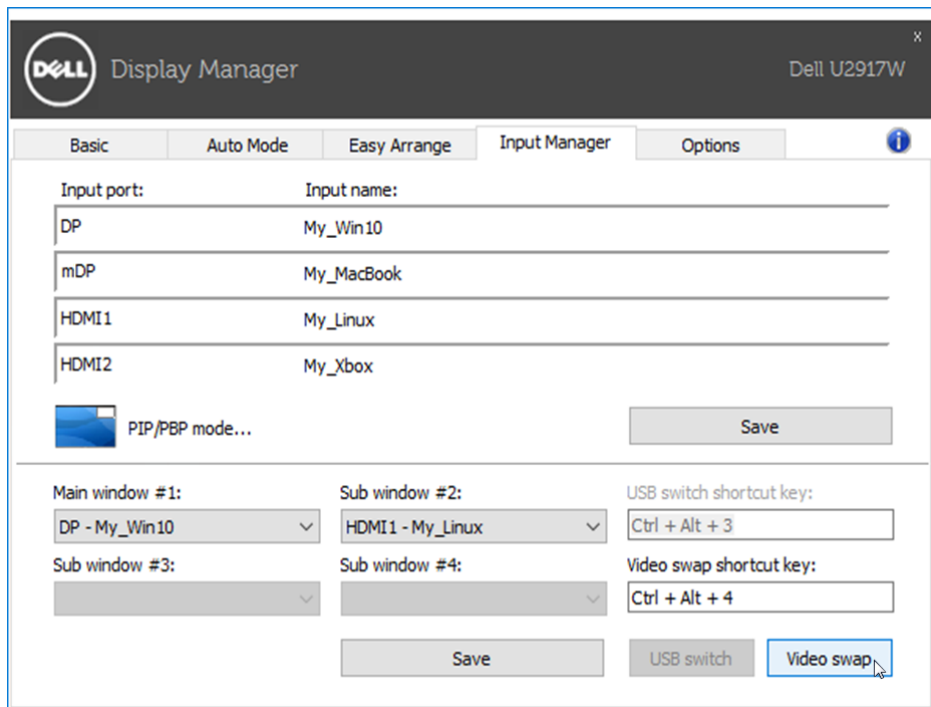 x
DELL Display Manager Dell U2917W
Basic Auto Mode Easy Arrange Input Manager Options i
Input port: Input name:
DP My_Win10
mDP My_MacBook
HDMI1 My_Linux
HDMI2 My_Xbox
PIP/PBP mode... Save
Main window #1: Sub window #2: USB switch shortcut key:
DP - My_Win10 HDMI1 - My_Linux Ctrl + Alt + 3
Sub window #3: Sub window #4: Video swap shortcut key:
Ctrl + Alt + 4
Save USB switch Video swap